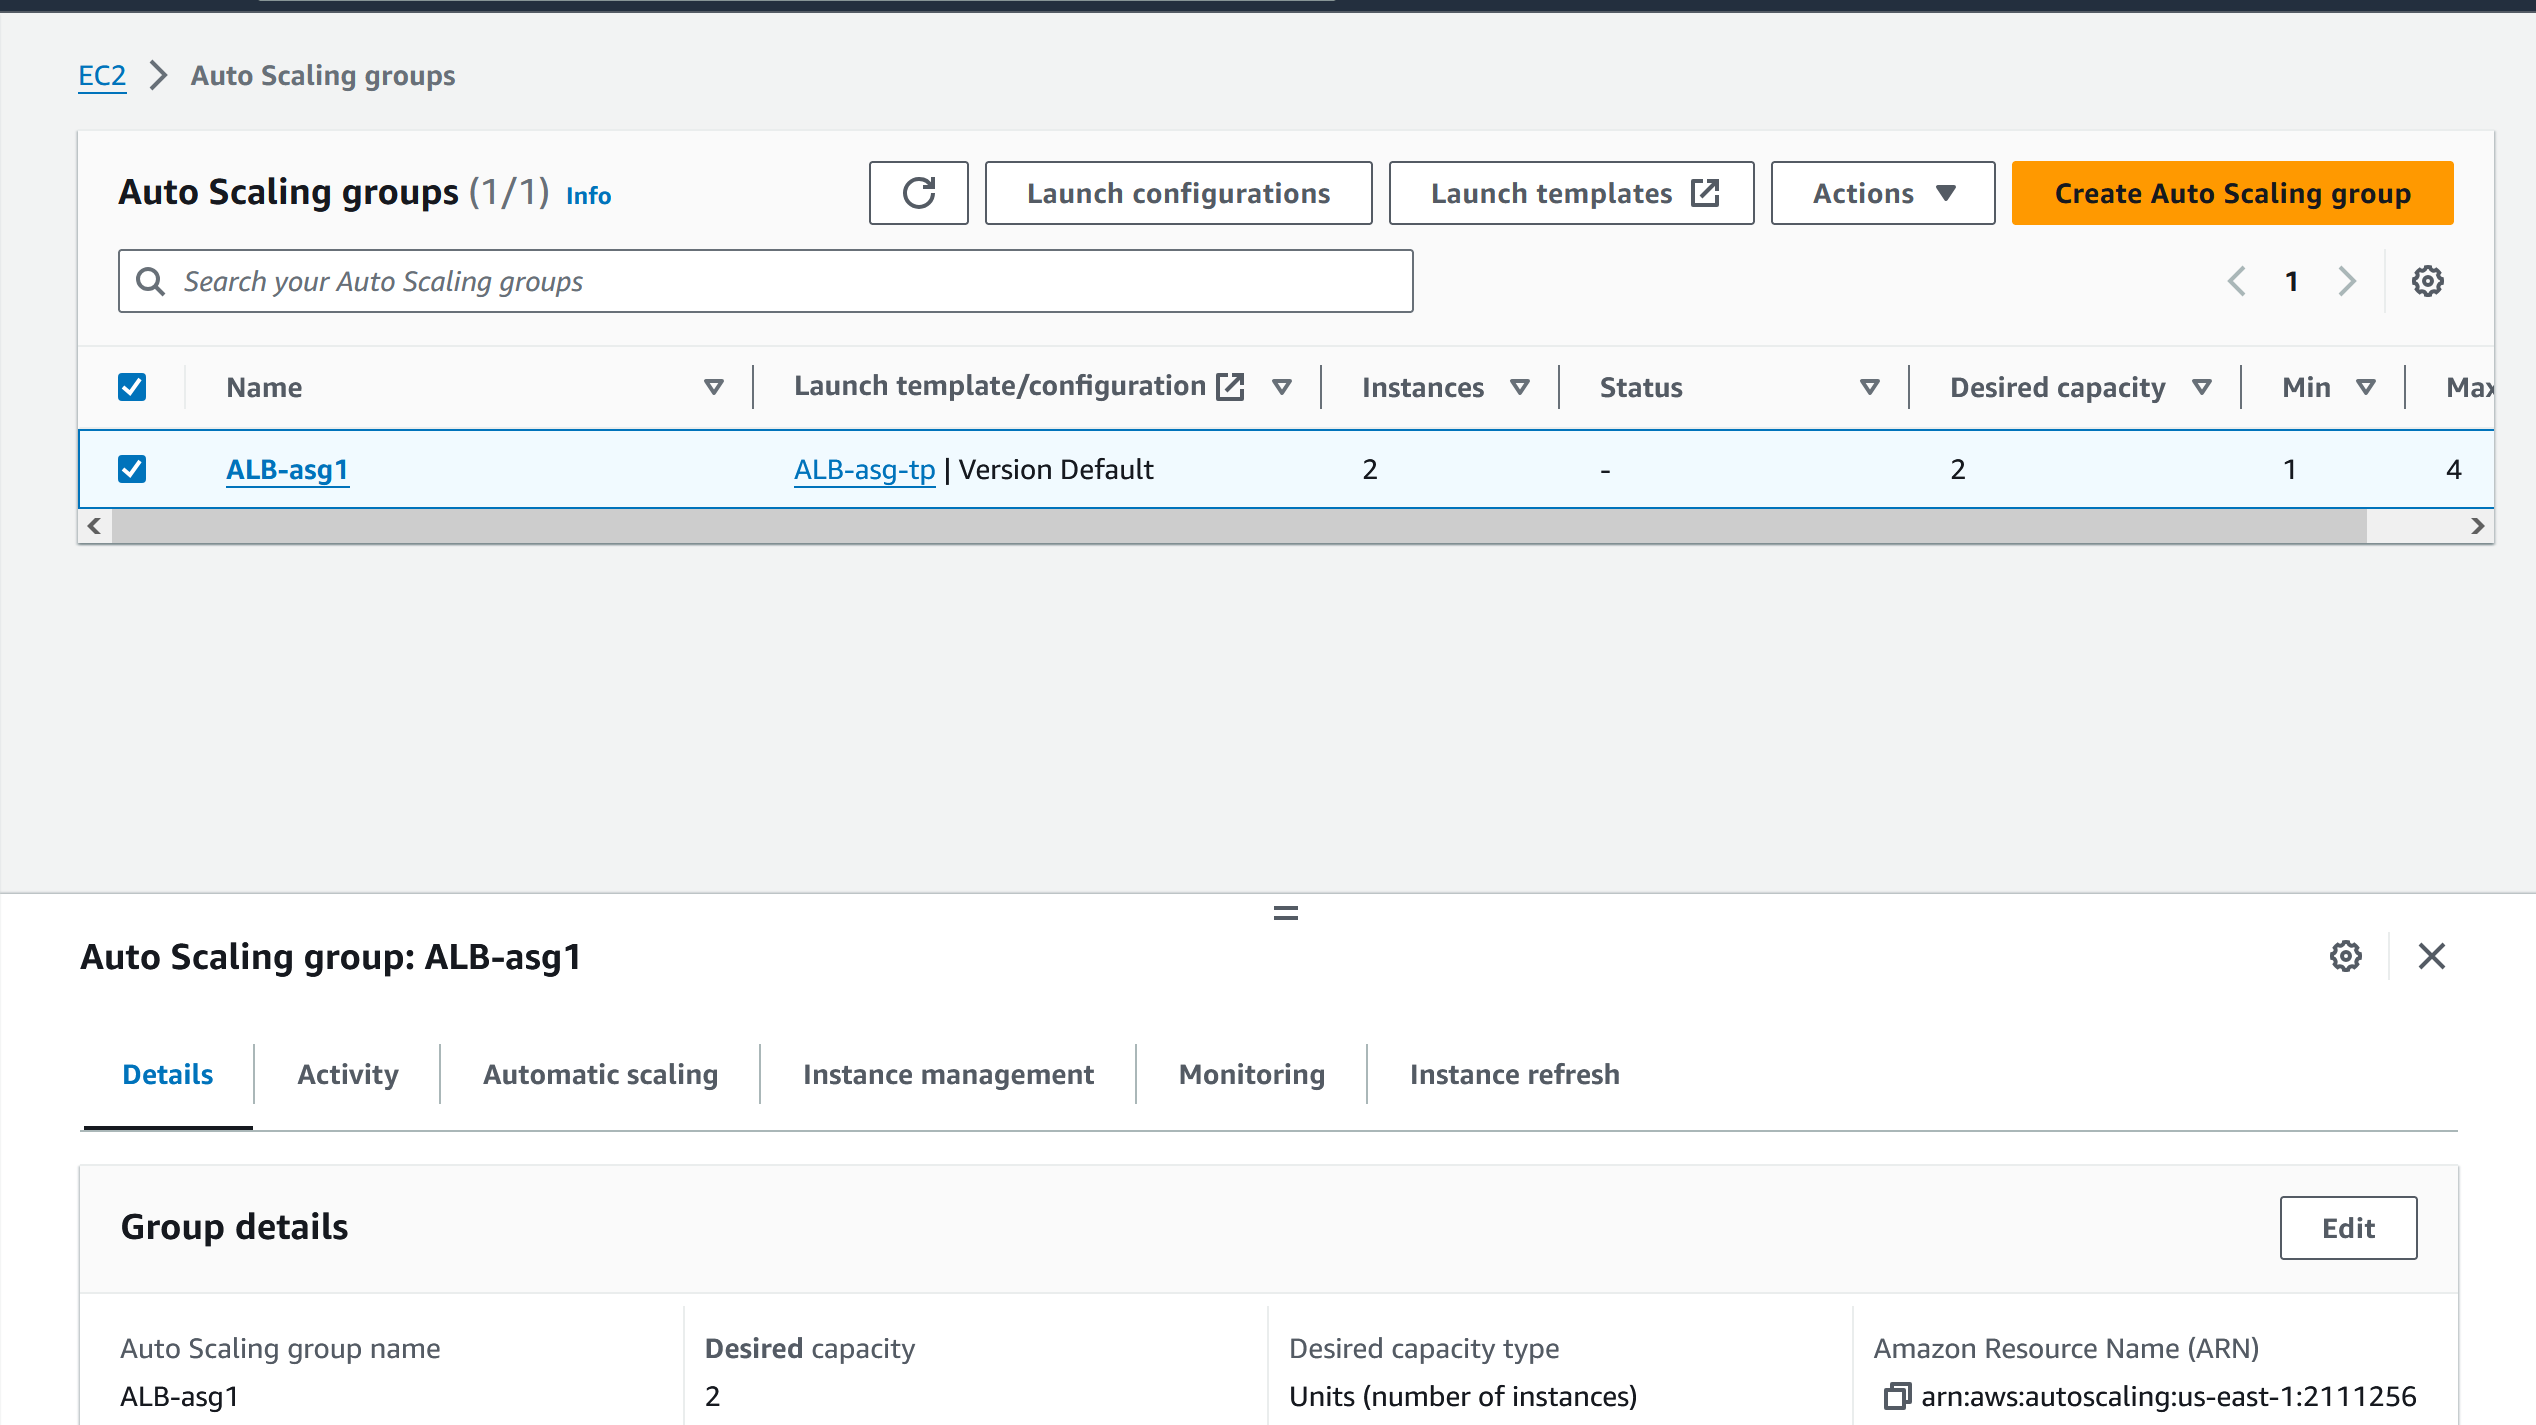 EC2 > Auto Scaling groups
Auto Scaling groups (1/1) Info
Launch configurations
Launch templates
Actions
Create Auto Scaling group
Search your Auto Scaling groups
1
Name Launch template/configuration Instances Status Desired capacity Min Max
ALB-asg1 ALB-asg-tp | Version Default 2 - 2 1 4
Auto Scaling group: ALB-asg1
Details Activity Automatic scaling Instance management Monitoring Instance refresh
Group details
Edit
Auto Scaling group name Desired capacity Desired capacity type Amazon Resource Name (ARN)
ALB-asg1 2 Units (number of instances) arn:aws:autoscaling:us-east-1:2111256